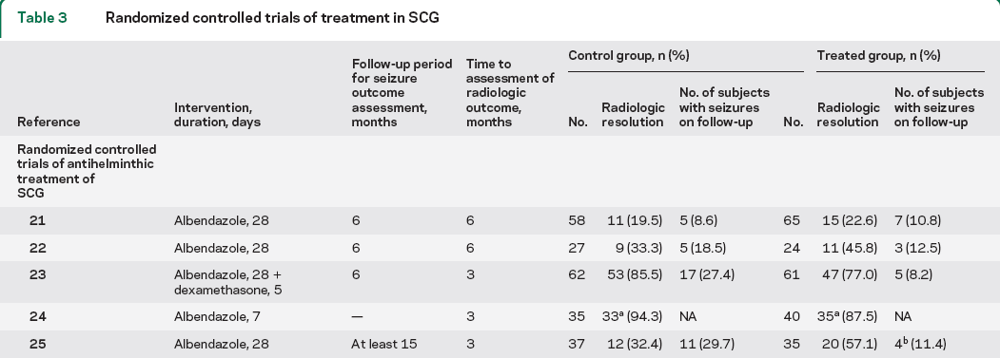 Table 3 Randomized controlled trials of treatment in SCG
Control group, n (%) Treated group, n (%)
Reference
Intervention,
duration, days
Follow-up period
for seizure
outcome
assessment,
months
Time to
assessment of
radiologic
outcome,
months
No.
Radiologic
resolution
No. of subjects
with seizures
on follow-up
No.
Radiologic
resolution
No. of subjects
with seizures
on follow-up
Randomized controlled
trials of antihelminthic
treatment of
SCG
21 Albendazole, 28 6 6 58 11 (19.5) 5 (8.6) 65 15 (22.6) 7 (10.8)
22 Albendazole, 28 6 6 27 9 (33.3) 5 (18.5) 24 11 (45.8) 3 (12.5)
23 Albendazole, 28 + 6 3 62 53 (85.5) 17 (27.4) 61 47 (77.0) 5 (8.2)
dexamethasone, 5
24 Albendazole, 7 — 3 35 33ᵃ (94.3) NA 40 35ᵃ (87.5) NA
25 Albendazole, 28 At least 15 3 37 12 (32.4) 11 (29.7) 35 20 (57.1) 4ᵇ (11.4)